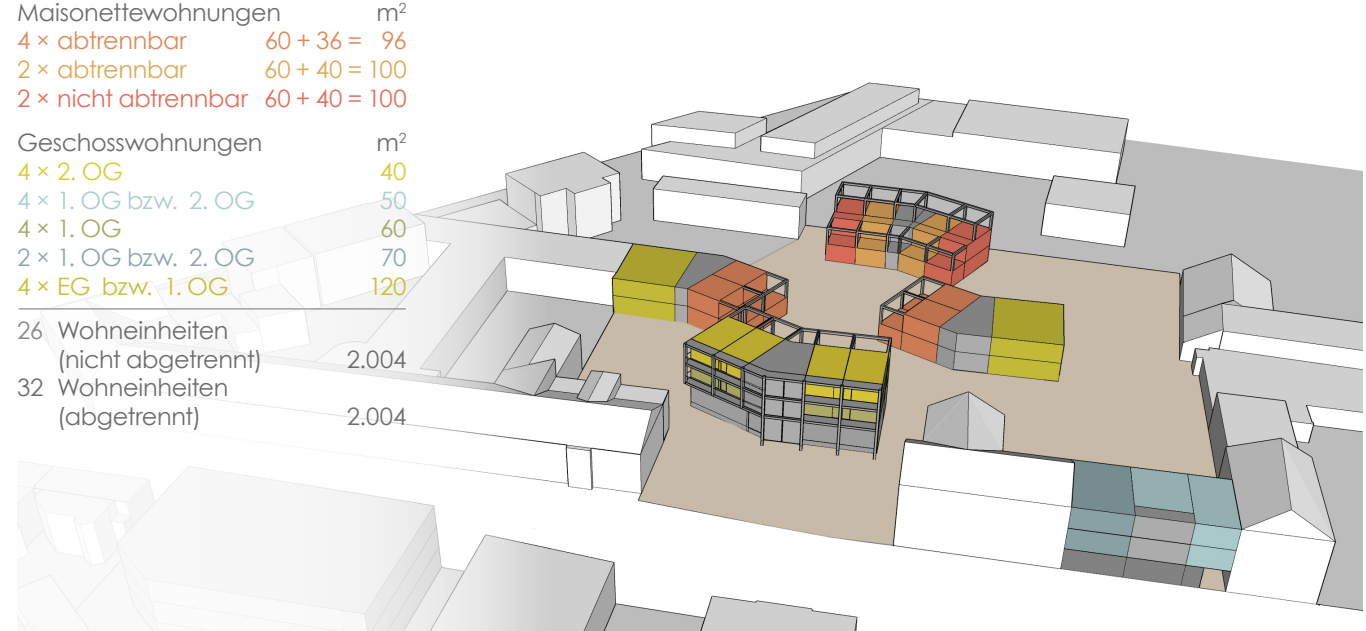 Maisonettewohnungen m²
4 × abtrennbar 60 + 36 = 96
2 × abtrennbar 60 + 40 = 100
2 × nicht abtrennbar 60 + 40 = 100
Geschosswohnungen m²
4 × 2. OG 40
4 × 1. OG bzw. 2. OG 50
4 × 1. OG 60
2 × 1. OG bzw. 2. OG 70
4 × EG bzw. 1. OG 120
26 Wohneinheiten
(nicht abgetrennt) 2.004
32 Wohneinheiten
(abgetrennt) 2.004